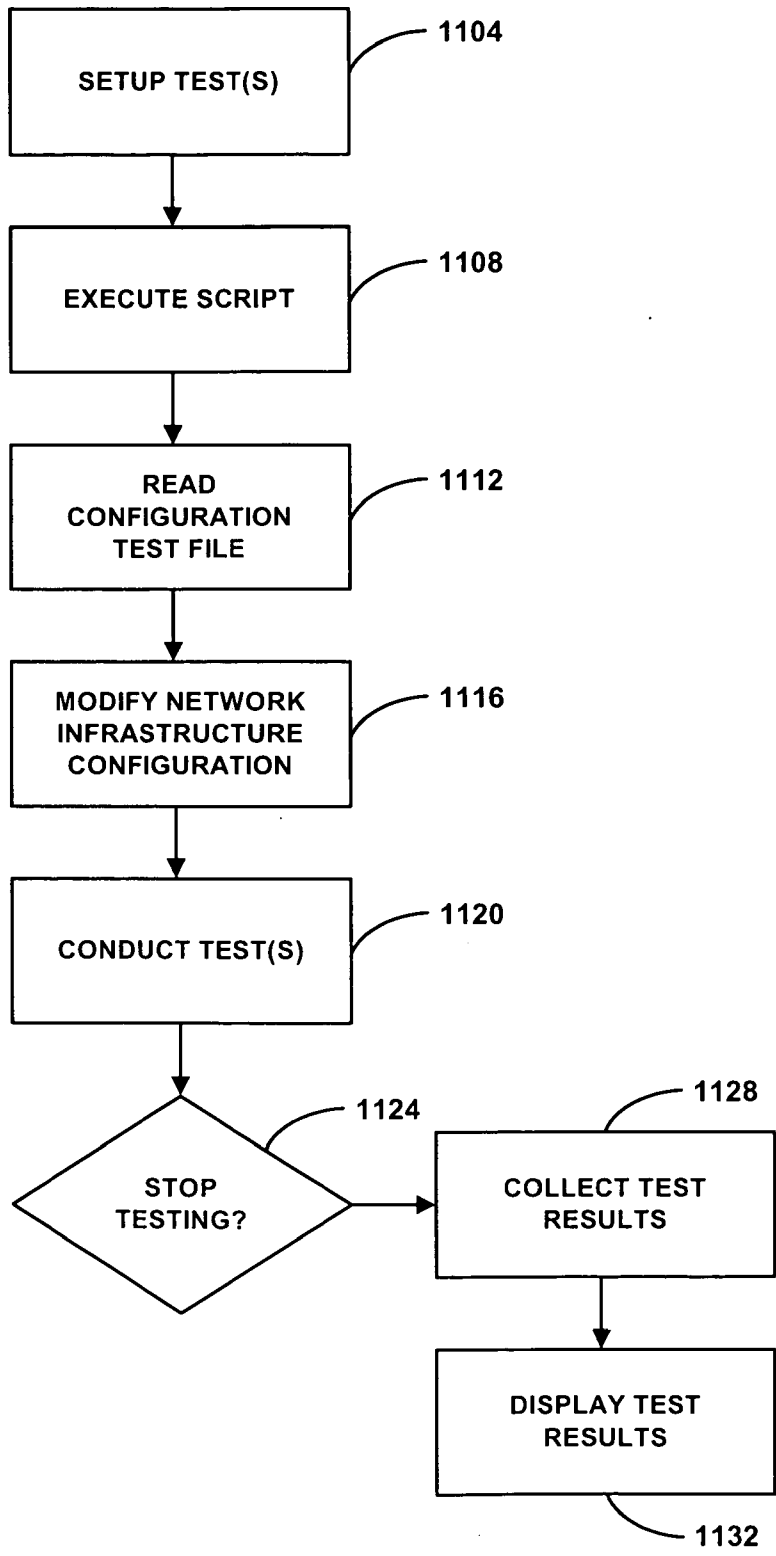 1104
SETUP TEST(S)
1108
EXECUTE SCRIPT
1112
READ
CONFIGURATION
TEST FILE
1116
MODIFY NETWORK
INFRASTRUCTURE
CONFIGURATION
1120
CONDUCT TEST(S)
1124
STOP
TESTING?
1128
COLLECT TEST
RESULTS
DISPLAY TEST
RESULTS
1132